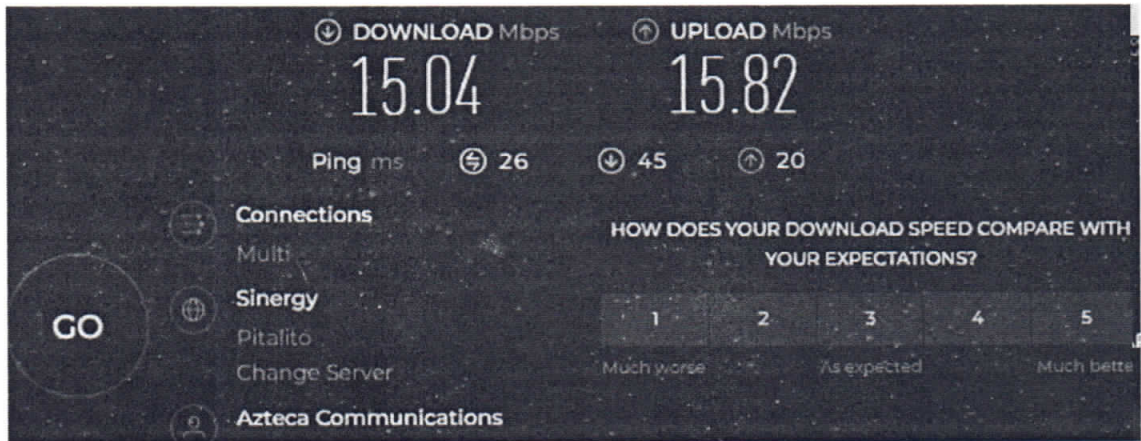 DOWNLOAD Mbps
UPLOAD Mbps
15.04
15.82
Ping ms 26 45 20
Connections
Multi
Sinergy
Pitalito
Change Server
Azteca Communications
GO
HOW DOES YOUR DOWNLOAD SPEED COMPARE WITH
YOUR EXPECTATIONS?
1 2 3 4 5
Much worse As expected Much bette